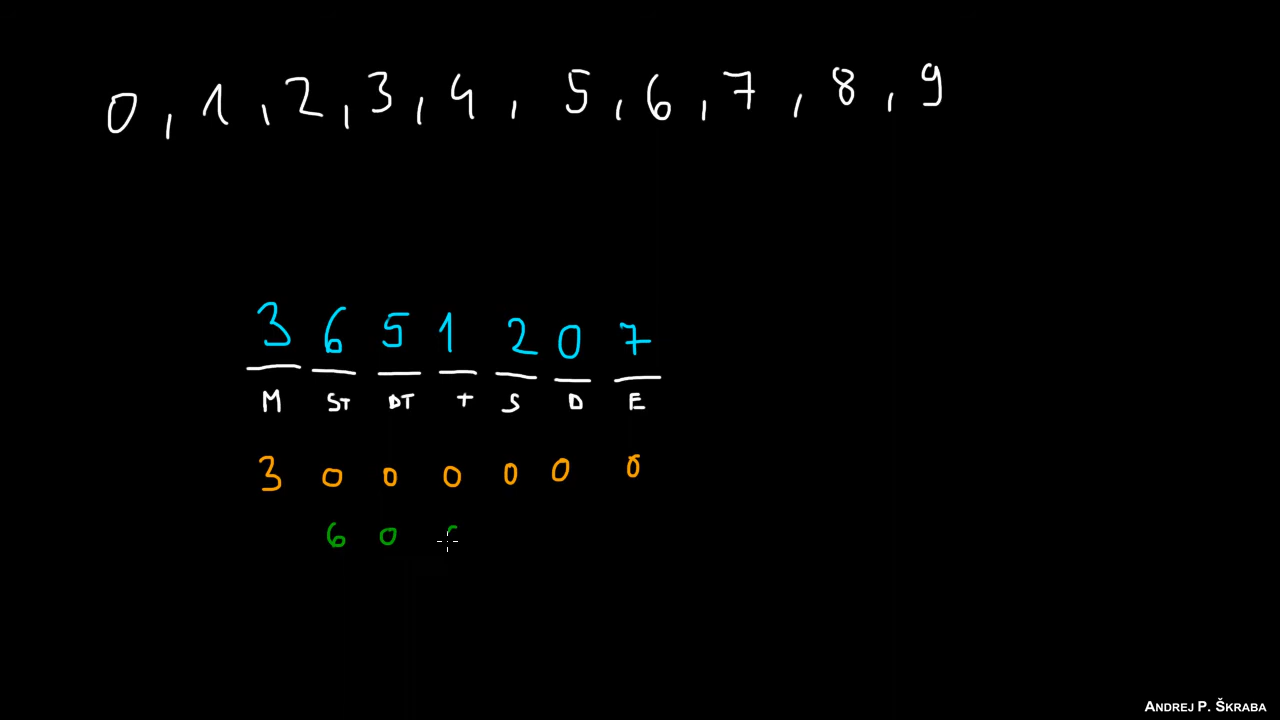 0, 1, 2, 3, 4, 5, 6, 7, 8, 9
3 6 5 1 2 0 7
M ST DT T S D E
3 0 0 0 0 0 0
6 0
ANDREJ P. ŠKRABA